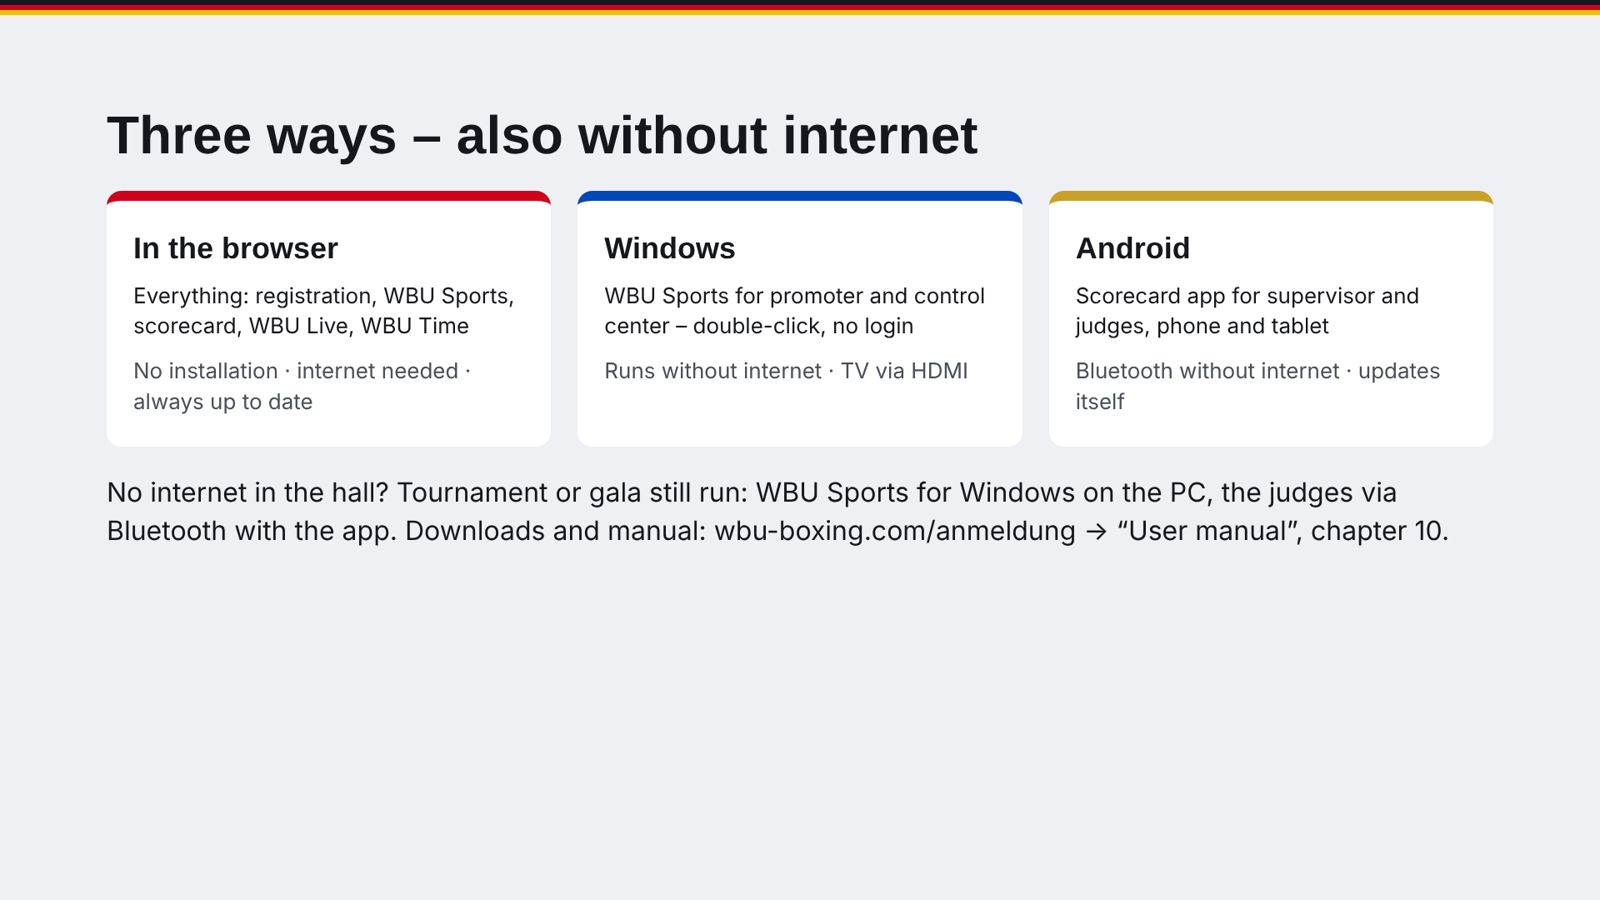 Three ways – also without internet
In the browser
Everything: registration, WBU Sports,
scorecard, WBU Live, WBU Time
No installation · internet needed ·
always up to date
Windows
WBU Sports for promoter and control
center – double-click, no login
Runs without internet · TV via HDMI
Android
Scorecard app for supervisor and
judges, phone and tablet
Bluetooth without internet · updates
itself
No internet in the hall? Tournament or gala still run: WBU Sports for Windows on the PC, the judges via
Bluetooth with the app. Downloads and manual: wbu-boxing.com/anmeldung → “User manual”, chapter 10.